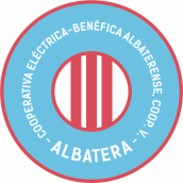 COOPERATIVA ELÉCTRICA-BENÉFICA ALBATERENSE, COOP. V.
- ALBATERA -